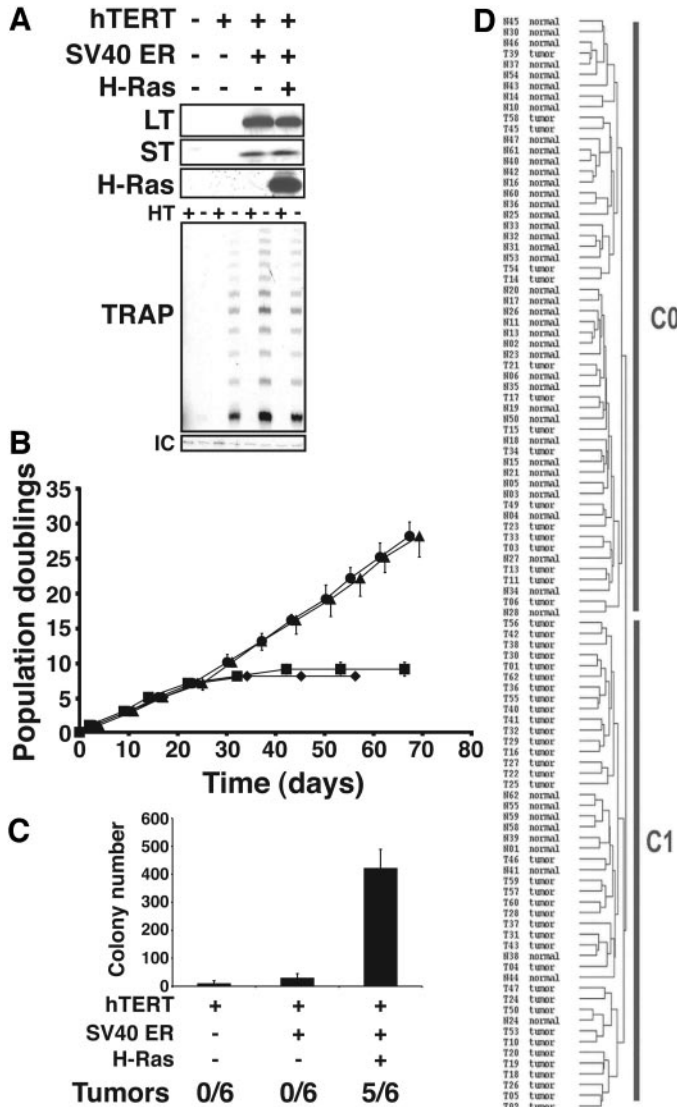 A
hTERT - + + +
SV40 ER - - + +
H-Ras - - - +
LT
ST
H-Ras
HT + - + - + - + -
TRAP
IC
B
Population doublings
35
30
25
20
15
10
5
0
0 10 20 30 40 50 60 70 80
Time (days)
C
Colony number
600
500
400
300
200
100
0
hTERT + + +
SV40 ER - + +
H-Ras - - +
Tumors 0/6 0/6 5/6
D
N45 normal
N30 normal
N46 normal
T39 tumor
N37 normal
N54 normal
N43 normal
N14 normal
N10 normal
T58 tumor
T45 tumor
N47 normal
N61 normal
N40 normal
N42 normal
N16 normal
N60 normal
N36 normal
N25 normal
N33 normal
N32 normal
N31 normal
N53 normal
T54 tumor
T14 tumor
N20 normal
N17 normal
N26 normal
N11 normal
N13 normal
N02 normal
N23 normal
T21 tumor
N06 normal
N35 normal
T17 tumor
N19 normal
N50 normal
T15 tumor
N18 normal
T34 tumor
N15 normal
N21 normal
N05 normal
N03 normal
T49 tumor
N04 normal
T23 tumor
T33 tumor
T03 tumor
N27 normal
T13 tumor
T11 tumor
N34 normal
T06 tumor
N28 normal
T56 tumor
T42 tumor
T38 tumor
T30 tumor
T01 tumor
T62 tumor
T36 tumor
T55 tumor
T40 tumor
T41 tumor
T32 tumor
T29 tumor
T16 tumor
T27 tumor
T22 tumor
T25 tumor
N62 normal
N55 normal
N59 normal
N58 normal
N39 normal
N01 normal
T46 tumor
N41 normal
T59 tumor
T57 tumor
T60 tumor
T28 tumor
T37 tumor
T31 tumor
T43 tumor
N38 normal
T04 tumor
N44 normal
T47 tumor
T24 tumor
T50 tumor
N24 normal
T53 tumor
T10 tumor
T20 tumor
T19 tumor
T18 tumor
T26 tumor
T05 tumor
C0
C1